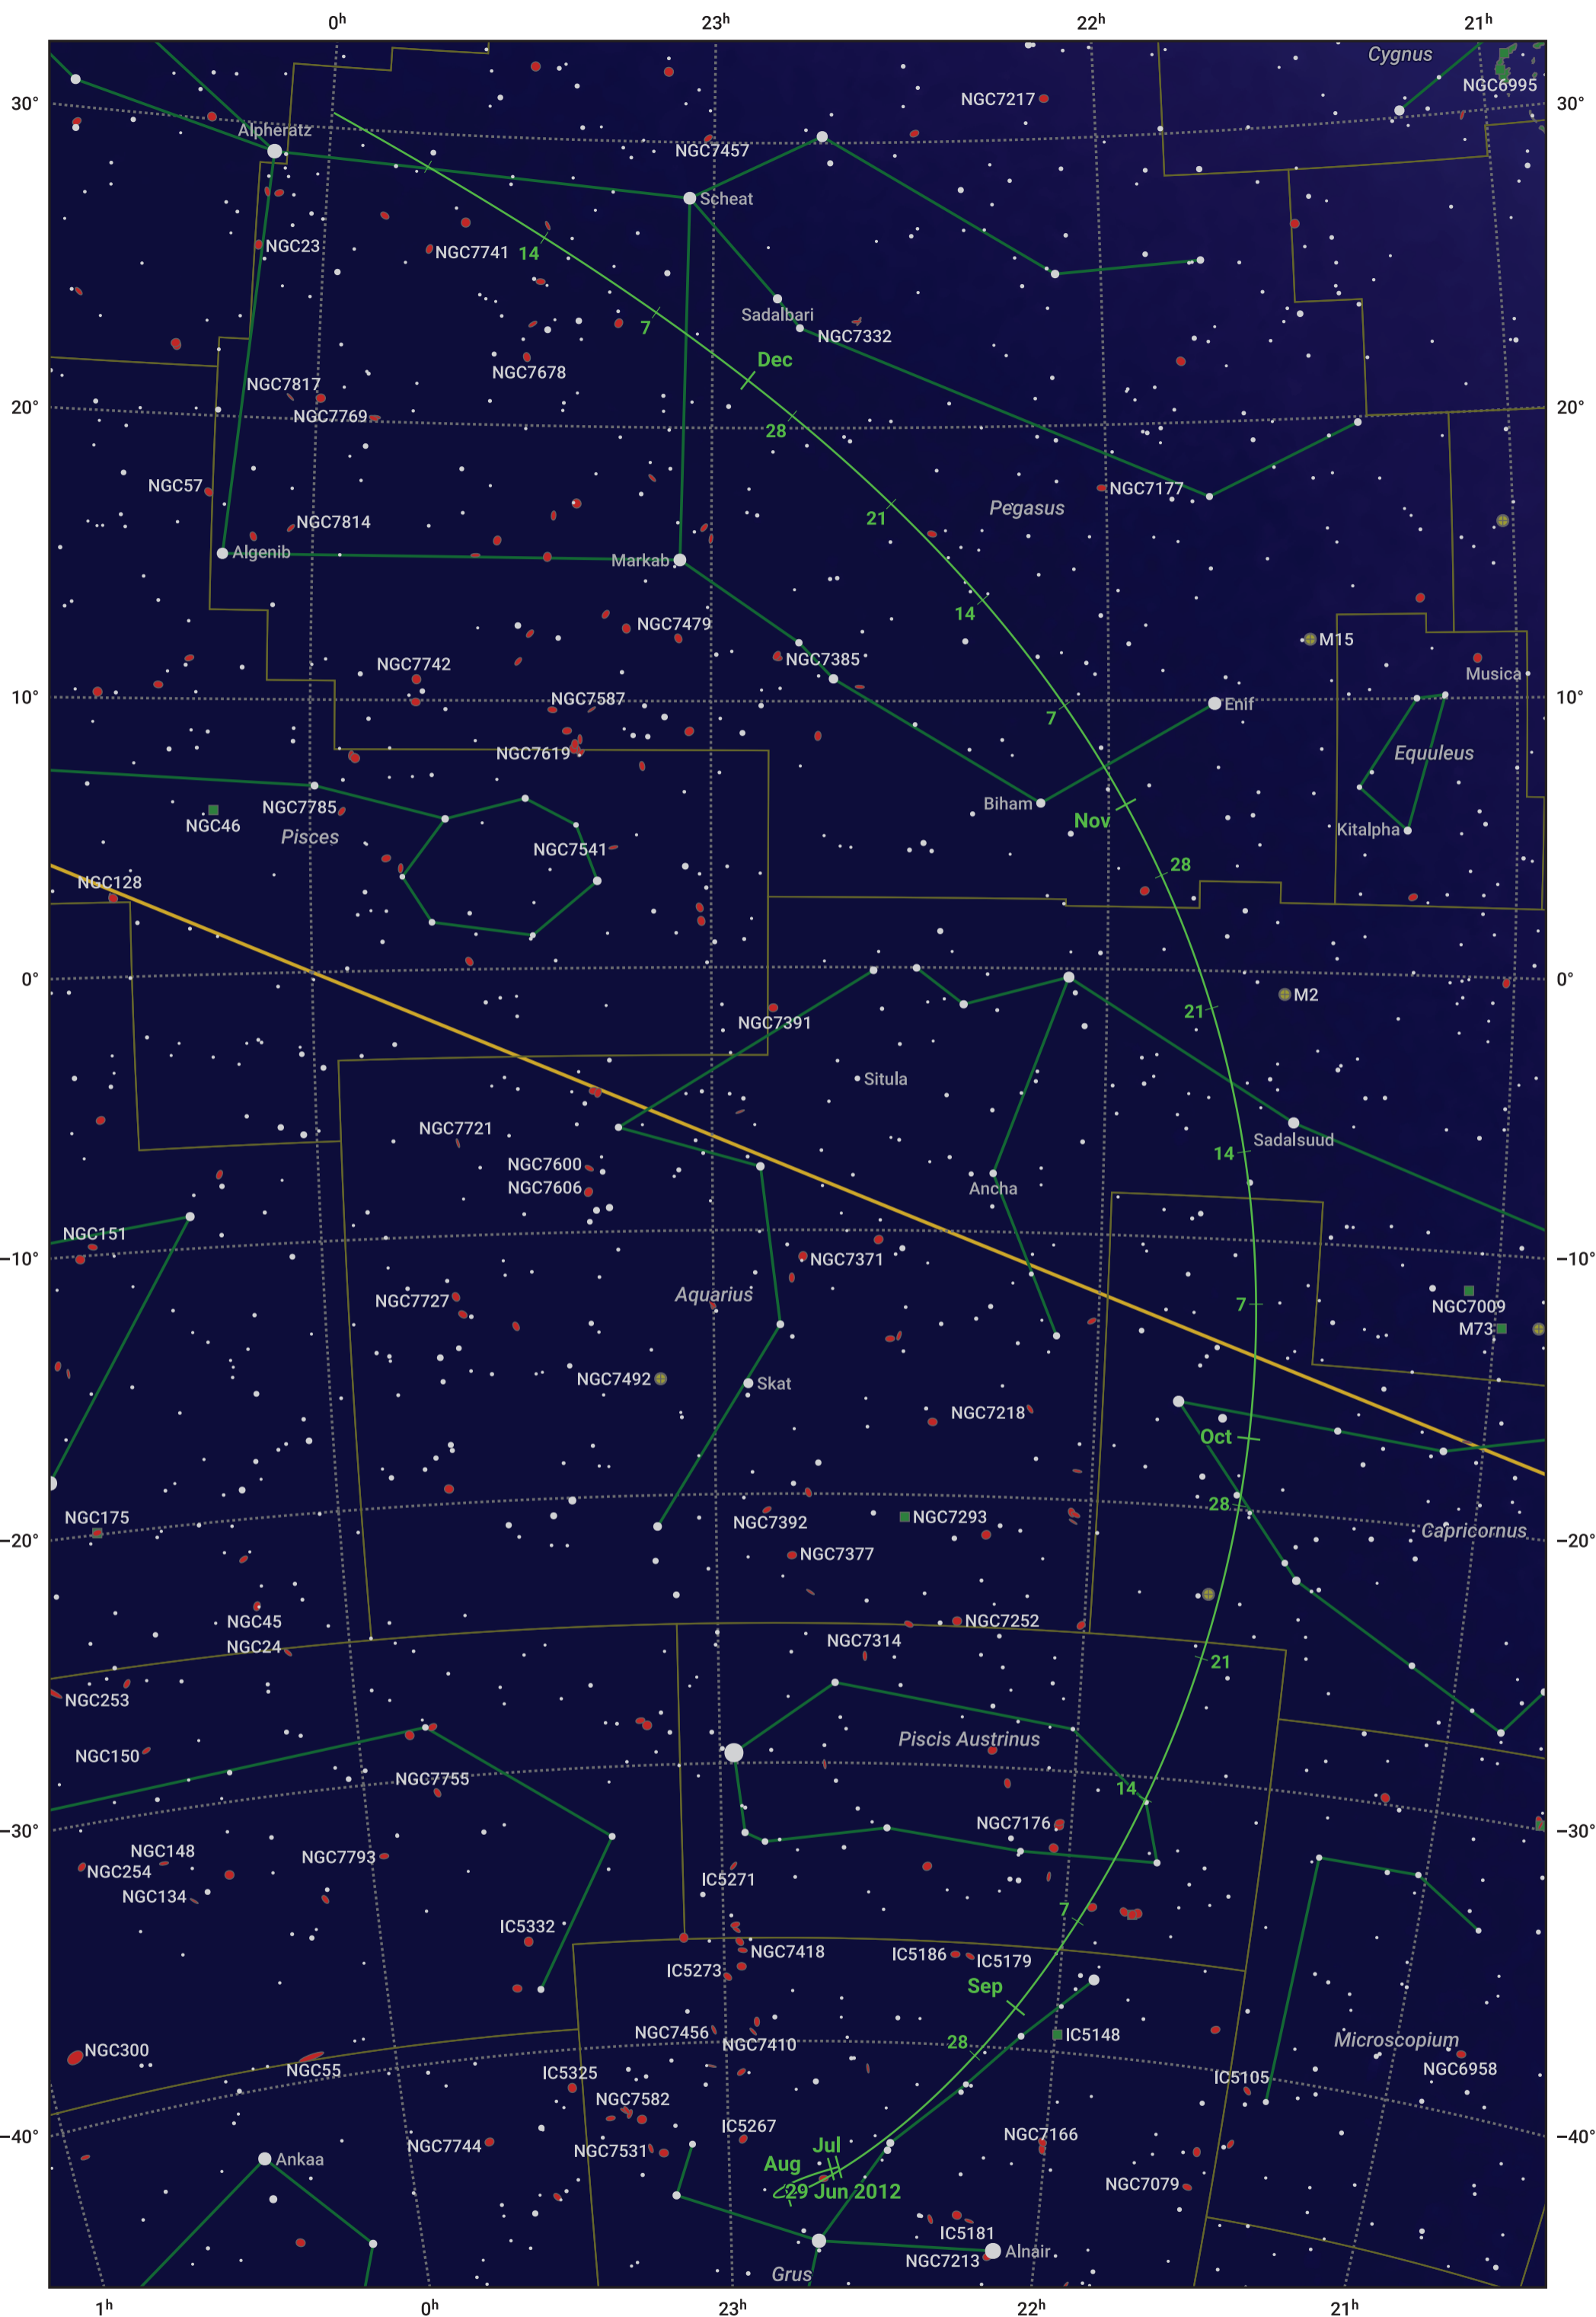 0h 23h 22h 21h
Cygnus
NGC6995
30° NGC7217 30°
Alpheratz
NGC7457
Scheat
NGC23 NGC7741 14
Sadalbari
7 NGC7332
Dec
NGC7678
NGC7817
20° NGC7769 20°
28
NGC57 NGC7177
Pegasus
21
NGC7814
Algenib Markab
14
NGC7479
M15
NGC7742 NGC7385
Musica
10° NGC7587 10°
7 Enif
NGC7619 Equuleus
NGC7785 Biham
NGC46 Nov
Pisces Kitalpha
NGC7541
28
NGC128
0° 0°
M2
21
NGC7391
Situla
NGC7721 Sadalsuud
14
NGC7600
NGC7606 Ancha
NGC151
−10° NGC7371 −10°
Aquarius
NGC7727 7 NGC7009
M73
NGC7492 Skat
NGC7218
Oct
28
NGC175 NGC7392 NGC7293
Capricornus
−20° −20°
NGC7377
NGC45 NGC7252
NGC24 NGC7314
21
NGC253
Piscis Austrinus
NGC150
NGC7755 14
−30° NGC7176 −30°
NGC148 NGC7793
NGC254 IC5271
NGC134
7
IC5332
NGC7418 IC5186 IC5179
IC5273
Sep
NGC7456 NGC7410 IC5148
28 Microscopium
NGC300
NGC55 NGC6958
IC5325 IC5105
NGC7582
−40° IC5267 NGC7166 −40°
NGC7744 NGC7531 Jul
Ankaa Aug
NGC7079
29 Jun 2012
IC5181
NGC7213 Alnair
Grus
1h 0h 23h 22h 21h